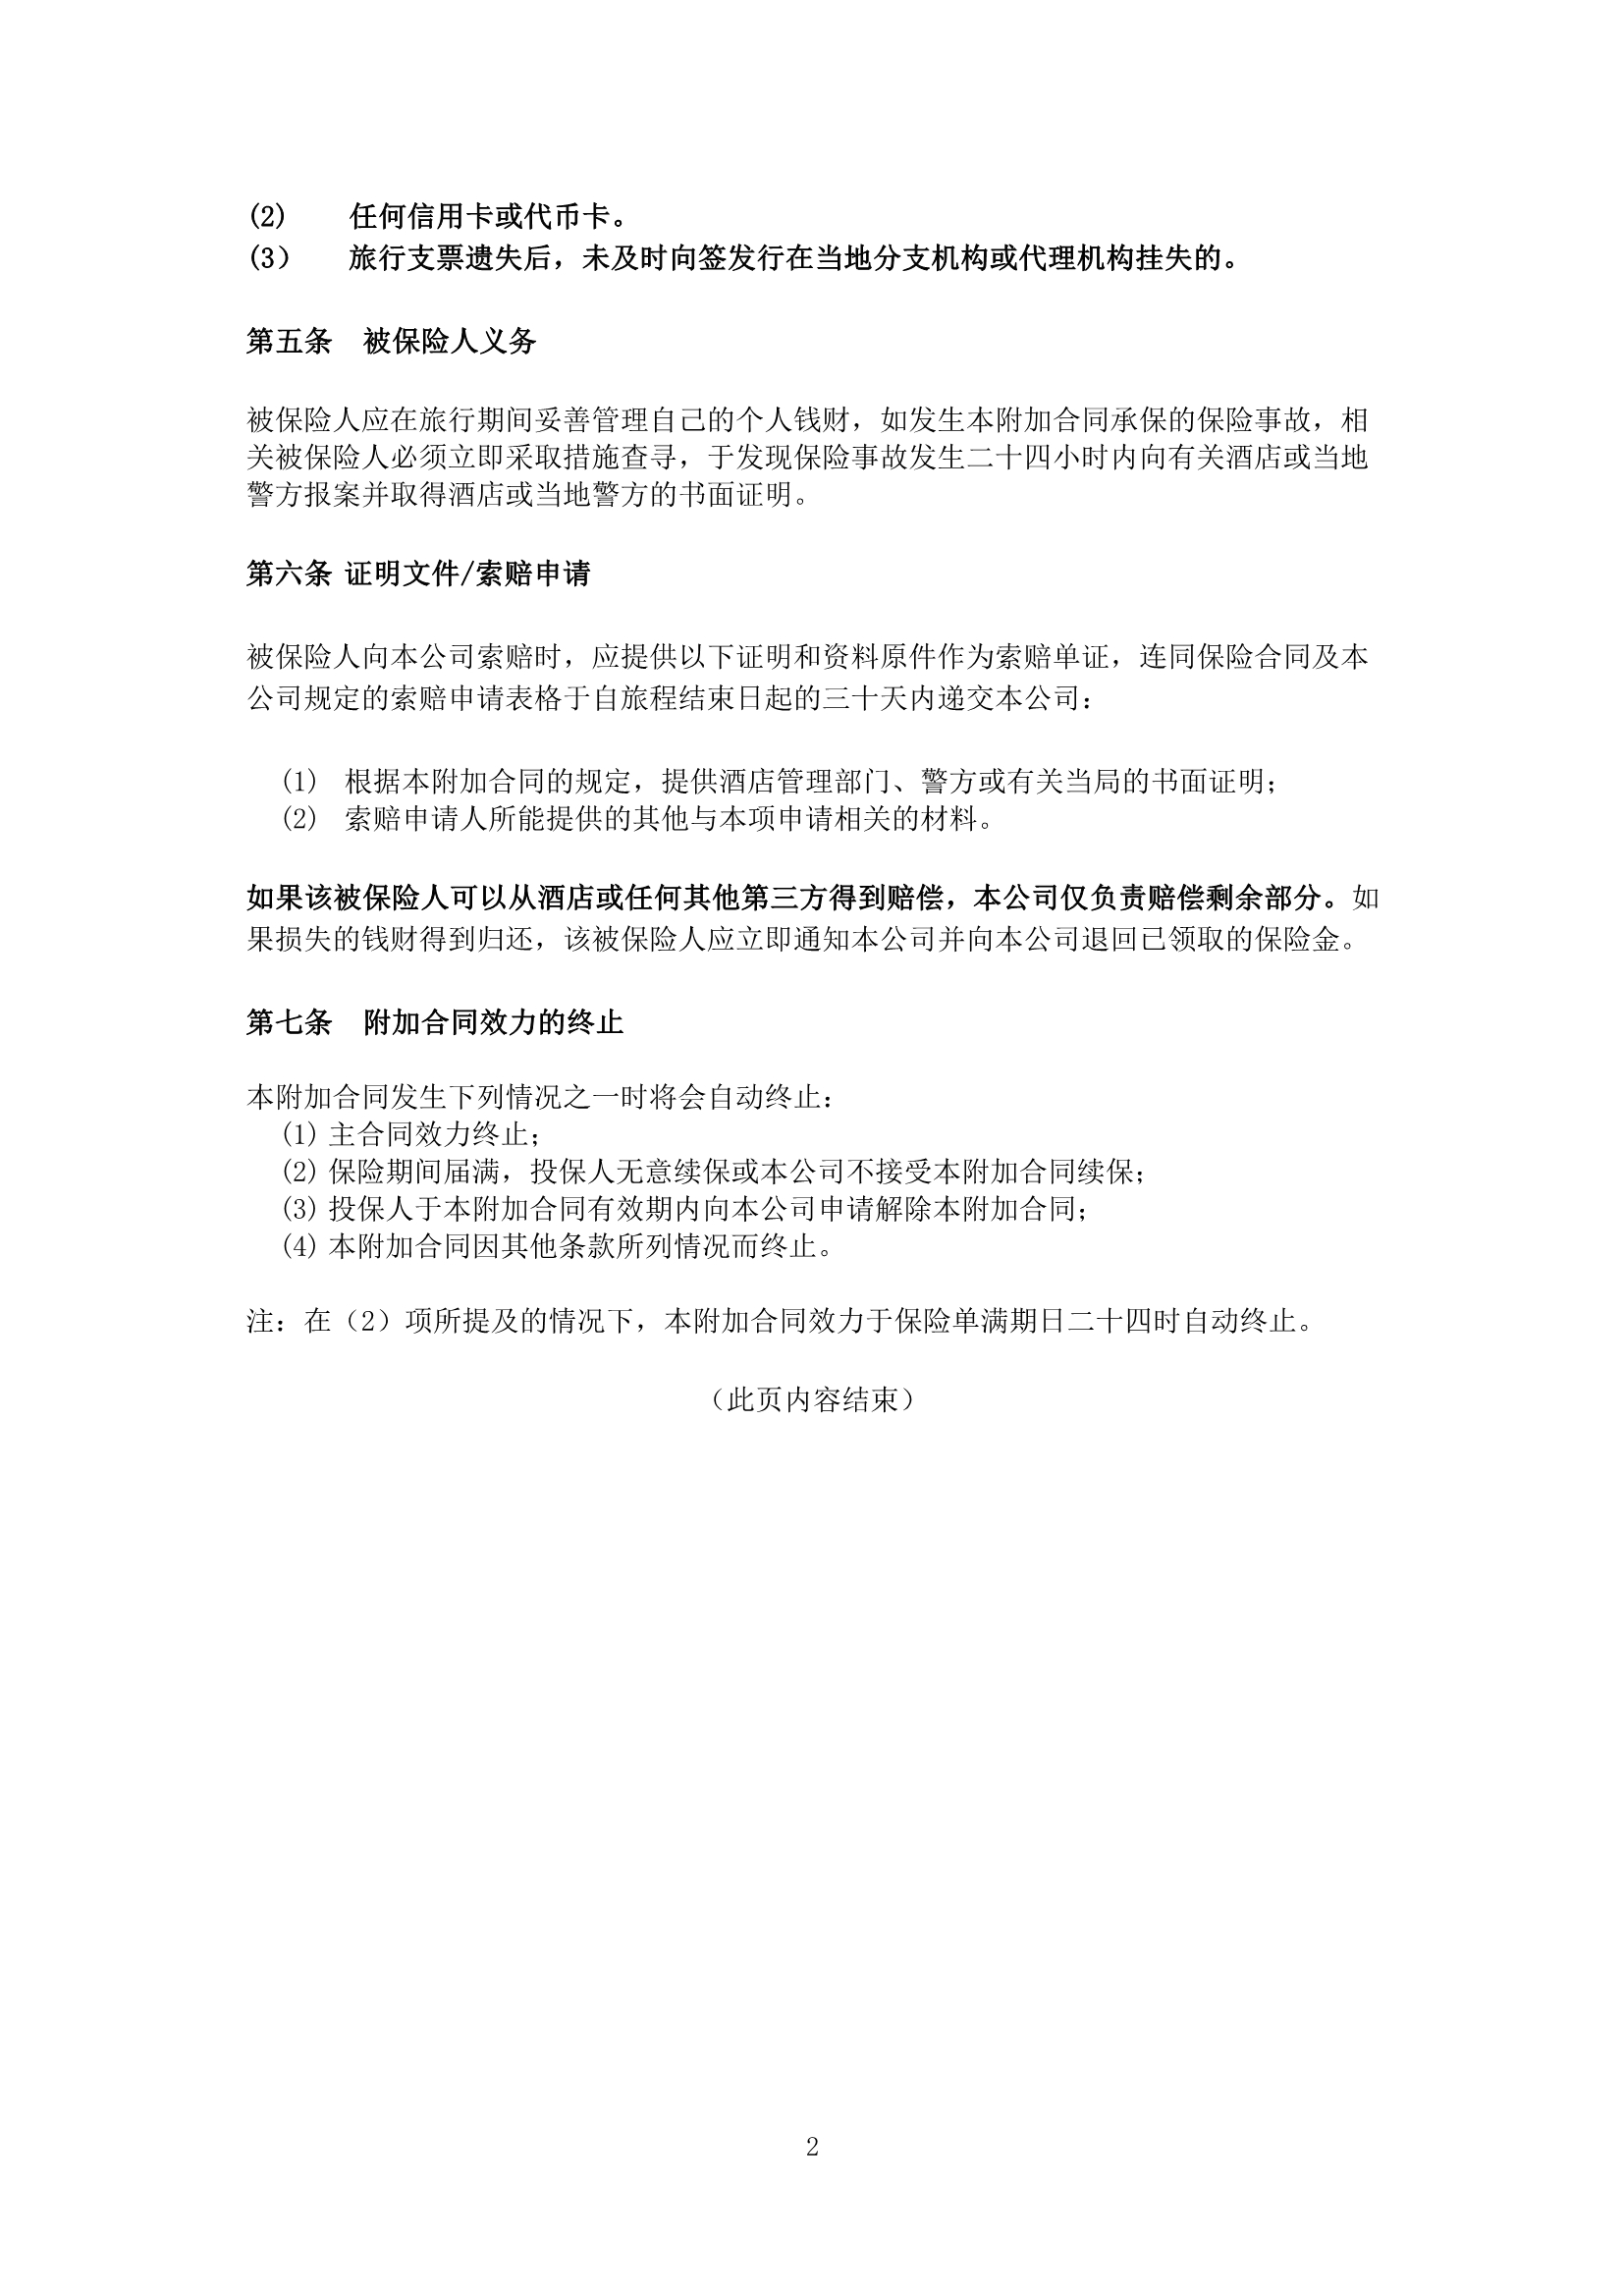 (2) 任何信用卡或代币卡。
(3） 旅行支票遗失后，未及时向签发行在当地分支机构或代理机构挂失的。
第五条 被保险人义务
被保险人应在旅行期间妥善管理自己的个人钱财，如发生本附加合同承保的保险事故，相
关被保险人必须立即采取措施查寻，于发现保险事故发生二十四小时内向有关酒店或当地
警方报案并取得酒店或当地警方的书面证明。
第六条 证明文件/索赔申请
被保险人向本公司索赔时，应提供以下证明和资料原件作为索赔单证，连同保险合同及本
公司规定的索赔申请表格于自旅程结束日起的三十天内递交本公司：
(1) 根据本附加合同的规定，提供酒店管理部门、警方或有关当局的书面证明；
(2) 索赔申请人所能提供的其他与本项申请相关的材料。
如果该被保险人可以从酒店或任何其他第三方得到赔偿，本公司仅负责赔偿剩余部分。如
果损失的钱财得到归还，该被保险人应立即通知本公司并向本公司退回已领取的保险金。
第七条 附加合同效力的终止
本附加合同发生下列情况之一时将会自动终止：
(1) 主合同效力终止；
(2) 保险期间届满，投保人无意续保或本公司不接受本附加合同续保；
(3) 投保人于本附加合同有效期内向本公司申请解除本附加合同；
(4) 本附加合同因其他条款所列情况而终止。
注：在（2）项所提及的情况下，本附加合同效力于保险单满期日二十四时自动终止。
（此页内容结束）
2